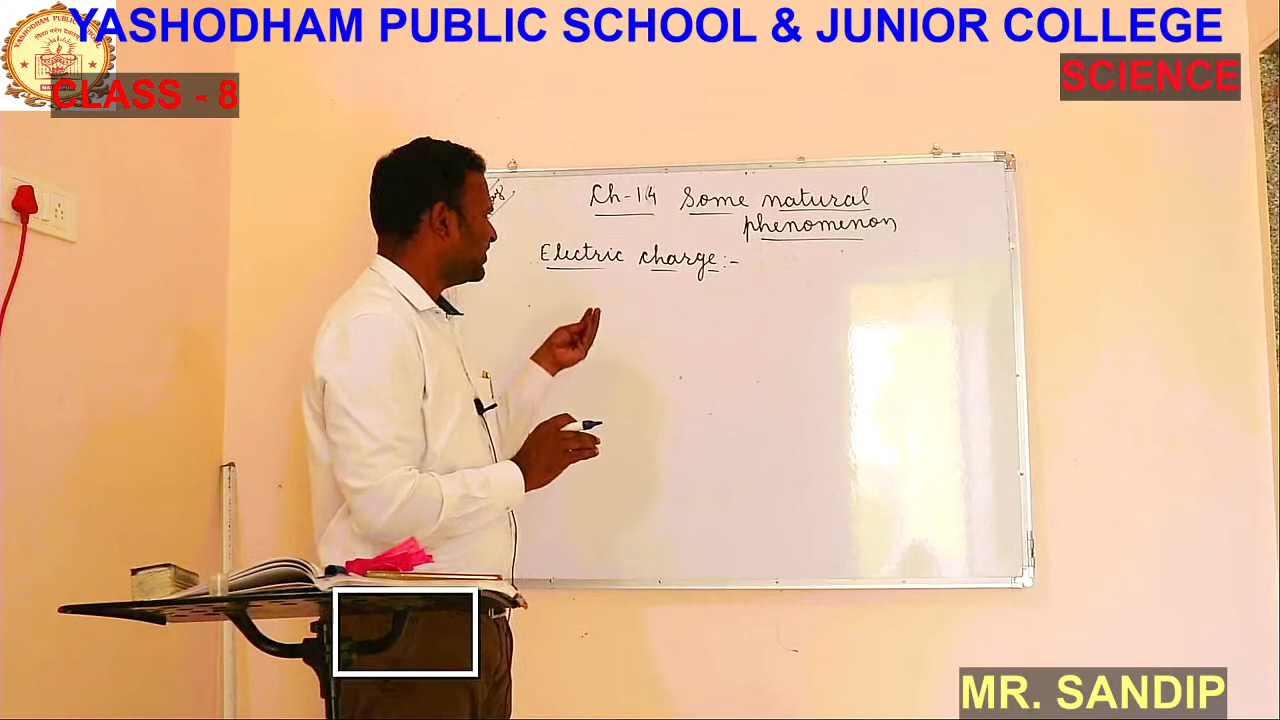 YASHODHAM PUBLIC SCHOOL & JUNIOR COLLEGE
SCIENCE
CLASS - 8
Ch-14 Some natural
phenomenon
Electric charge:-
MR. SANDIP